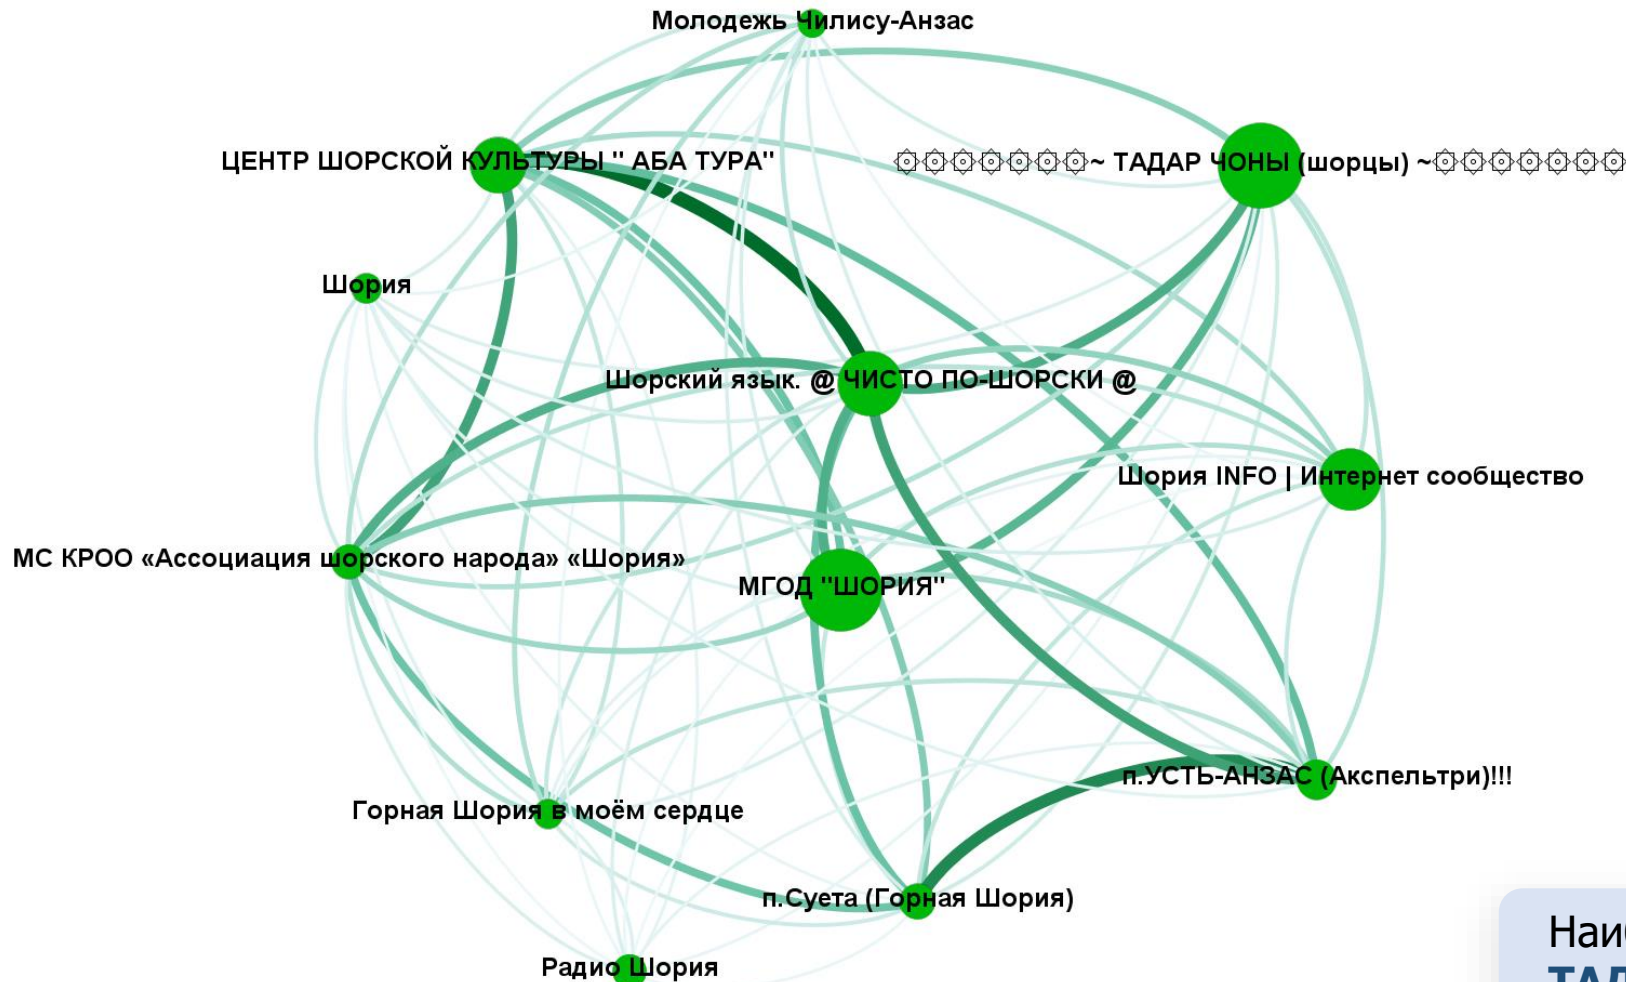 Молодежь Чилису-Анзас
ЦЕНТР ШОРСКОЙ КУЛЬТУРЫ " АБА ТУРА"
۞۞۞۞۞۞۞~ ТАДАР ЧОНЫ (шорцы) ~۞۞۞۞۞۞۞
Шория
Шорский язык. @ ЧИСТО ПО-ШОРСКИ @
Шория INFO | Интернет сообщество
МС КРОО «Ассоциация шорского народа» «Шория»
МГОД "ШОРИЯ"
п.УСТЬ-АНЗАС (Акспельтри)!!!
Горная Шория в моём сердце
п.Суета (Горная Шория)
Радио Шория